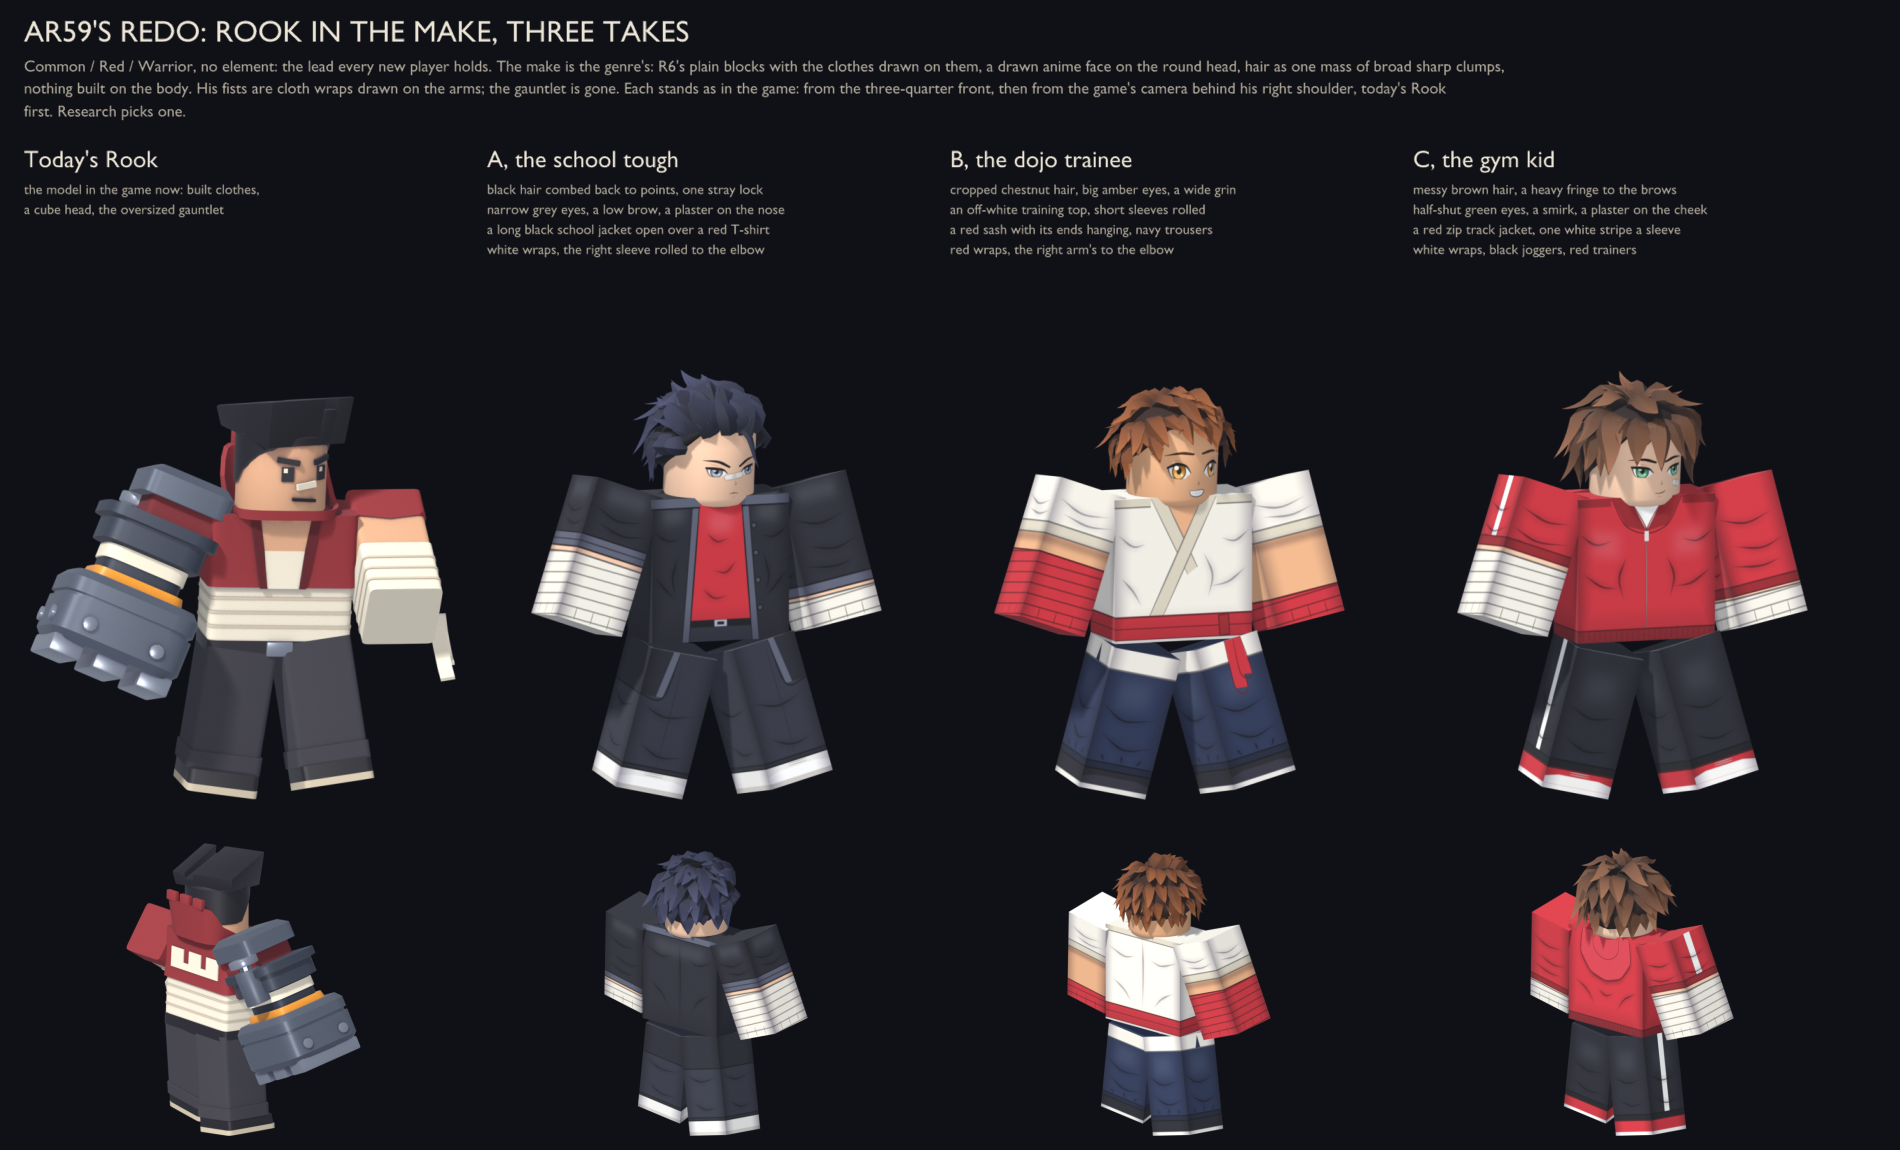 AR59'S REDO: ROOK IN THE MAKE, THREE TAKES
Common / Red / Warrior, no element: the lead every new player holds. The make is the genre's: R6's plain blocks with the clothes drawn on them, a drawn anime face on the round head, hair as one mass of broad sharp clumps,
nothing built on the body. His fists are cloth wraps drawn on the arms; the gauntlet is gone. Each stands as in the game: from the three-quarter front, then from the game's camera behind his right shoulder, today's Rook
first. Research picks one.
Today's Rook
the model in the game now: built clothes,
a cube head, the oversized gauntlet
A, the school tough
black hair combed back to points, one stray lock
narrow grey eyes, a low brow, a plaster on the nose
a long black school jacket open over a red T-shirt
white wraps, the right sleeve rolled to the elbow
B, the dojo trainee
cropped chestnut hair, big amber eyes, a wide grin
an off-white training top, short sleeves rolled
a red sash with its ends hanging, navy trousers
red wraps, the right arm's to the elbow
C, the gym kid
messy brown hair, a heavy fringe to the brows
half-shut green eyes, a smirk, a plaster on the cheek
a red zip track jacket, one white stripe a sleeve
white wraps, black joggers, red trainers